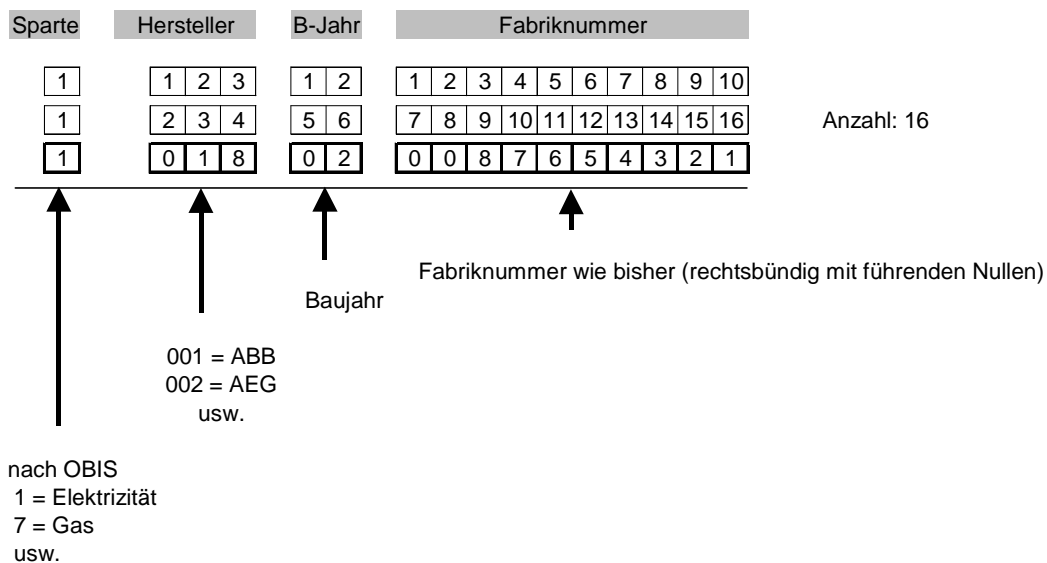 Sparte Hersteller B-Jahr Fabriknummer
1 1 2 3 1 2 1 2 3 4 5 6 7 8 9 10
1 2 3 4 5 6 7 8 9 10 11 12 13 14 15 16 Anzahl: 16
1 0 1 8 0 2 0 0 8 7 6 5 4 3 2 1
Fabriknummer wie bisher (rechtsbündig mit führenden Nullen)
Baujahr
001 = ABB
002 = AEG
usw.
nach OBIS
1 = Elektrizität
7 = Gas
usw.